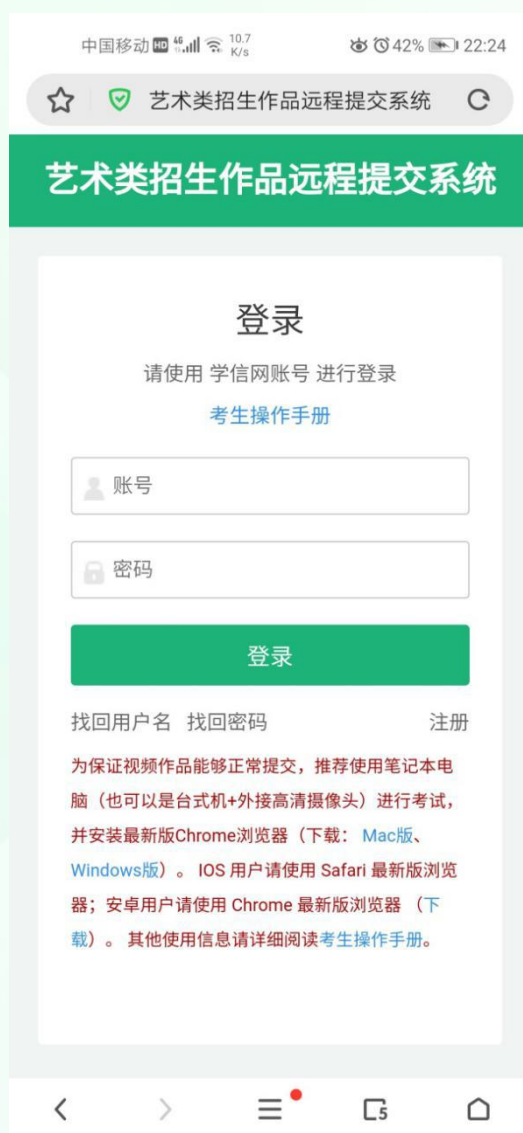 中国移动 HD 46 10.7 K/s 42% 22:24
艺术类招生作品远程提交系统
艺术类招生作品远程提交系统
登录
请使用 学信网账号 进行登录
考生操作手册
账号
密码
登录
找回用户名 找回密码 注册
为保证视频作品能够正常提交，推荐使用笔记本电
脑（也可以是台式机+外接高清摄像头）进行考试，
并安装最新版Chrome浏览器（下载： Mac版、
Windows版）。 IOS 用户请使用 Safari 最新版浏览
器；安卓用户请使用 Chrome 最新版浏览器 （下
载）。 其他使用信息请详细阅读考生操作手册。
5